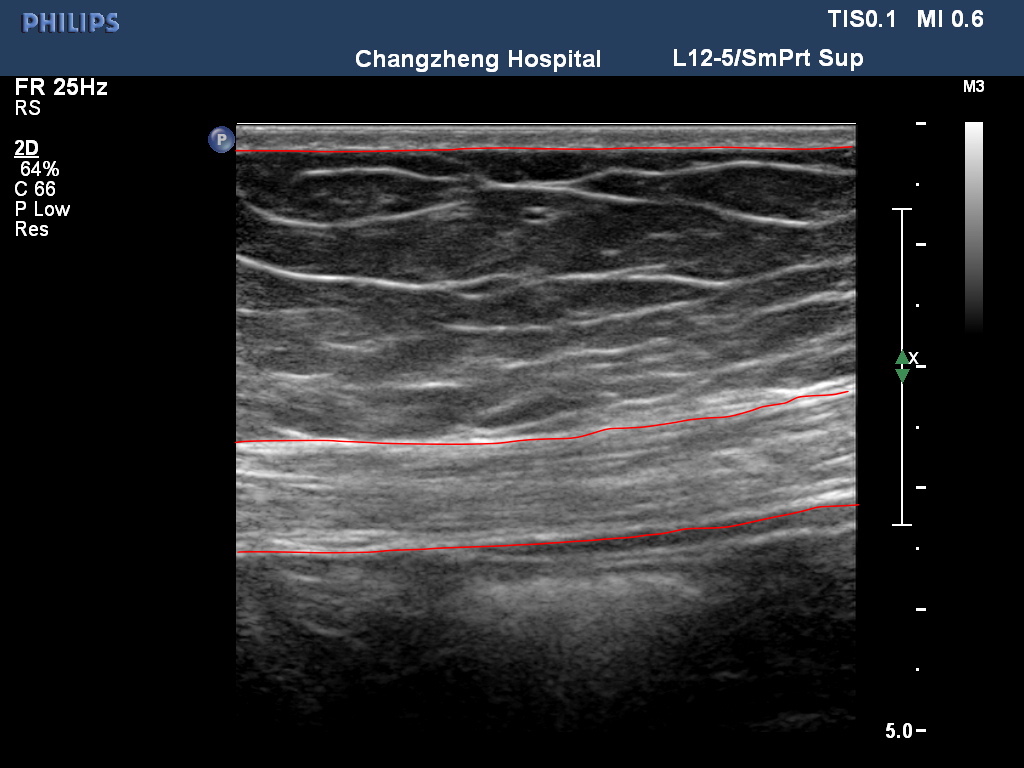 PHILIPS
TIS0.1 MI 0.6
Changzheng Hospital
L12-5/SmPrt Sup
FR 25Hz
RS
2D
64%
C 66
P Low
Res
M3
P
X
5.0